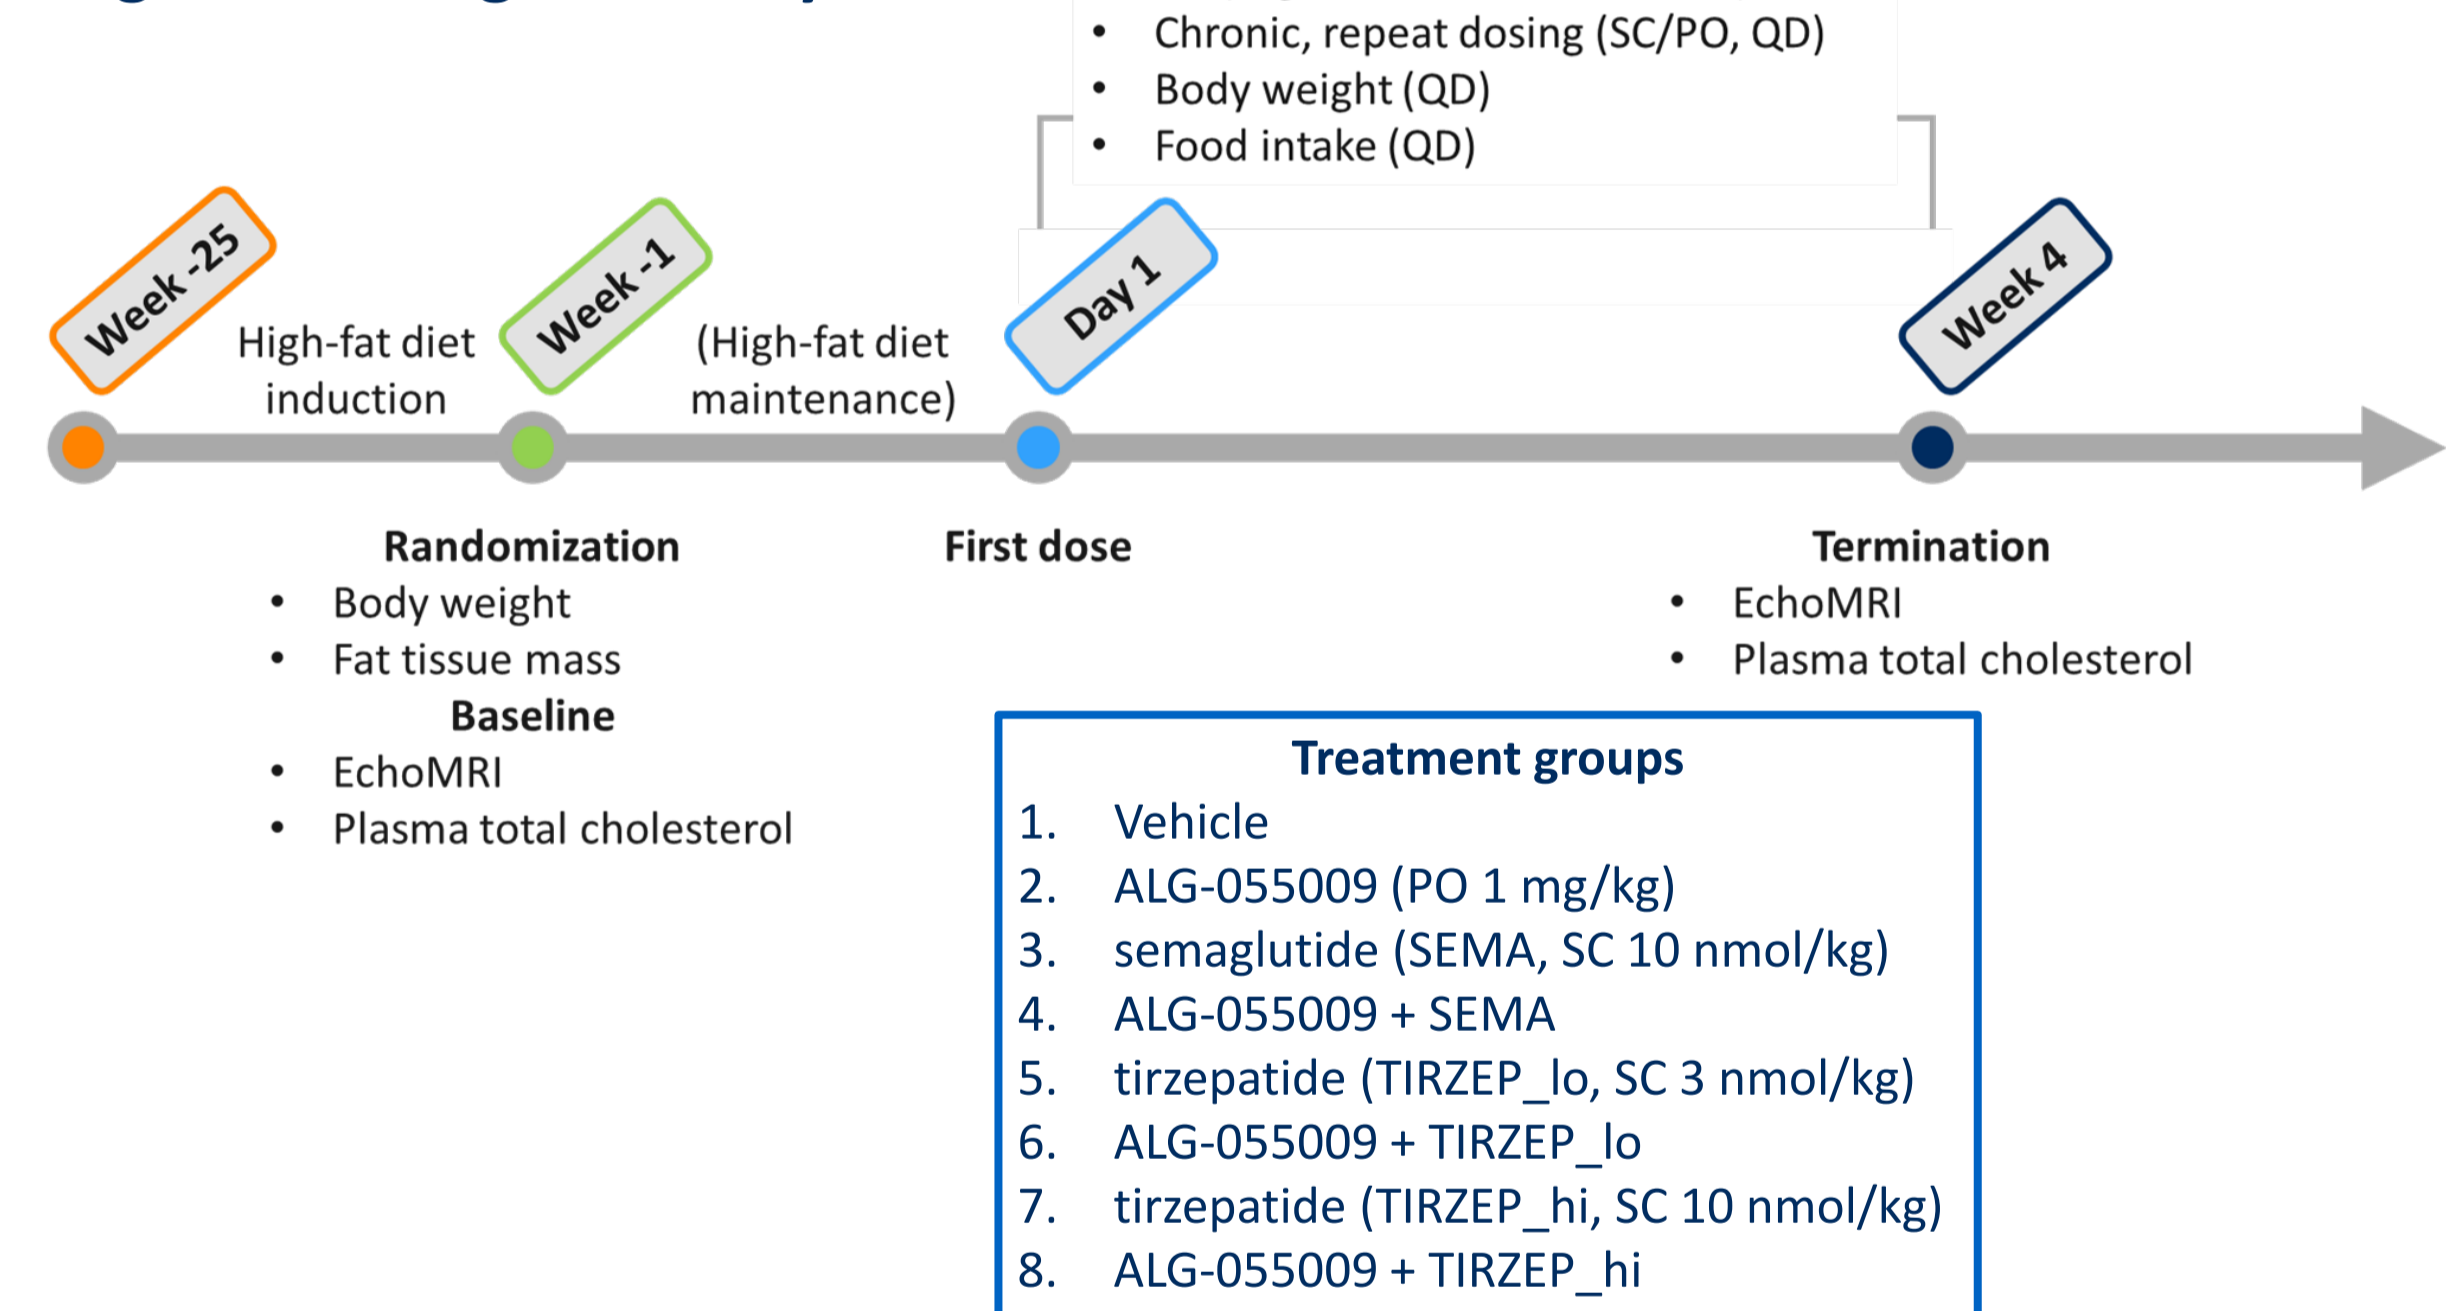 • Chronic, repeat dosing (SC/PO, QD)
• Body weight (QD)
• Food intake (QD)
Week -25
High-fat diet
induction
Week -1
(High-fat diet
maintenance)
Day 1
Week 4
Randomization
• Body weight
• Fat tissue mass
Baseline
• EchoMRI
• Plasma total cholesterol
First dose
Termination
• EchoMRI
• Plasma total cholesterol
Treatment groups
1. Vehicle
2. ALG-055009 (PO 1 mg/kg)
3. semaglutide (SEMA, SC 10 nmol/kg)
4. ALG-055009 + SEMA
5. tirzepatide (TIRZEP_lo, SC 3 nmol/kg)
6. ALG-055009 + TIRZEP_lo
7. tirzepatide (TIRZEP_hi, SC 10 nmol/kg)
8. ALG-055009 + TIRZEP_hi